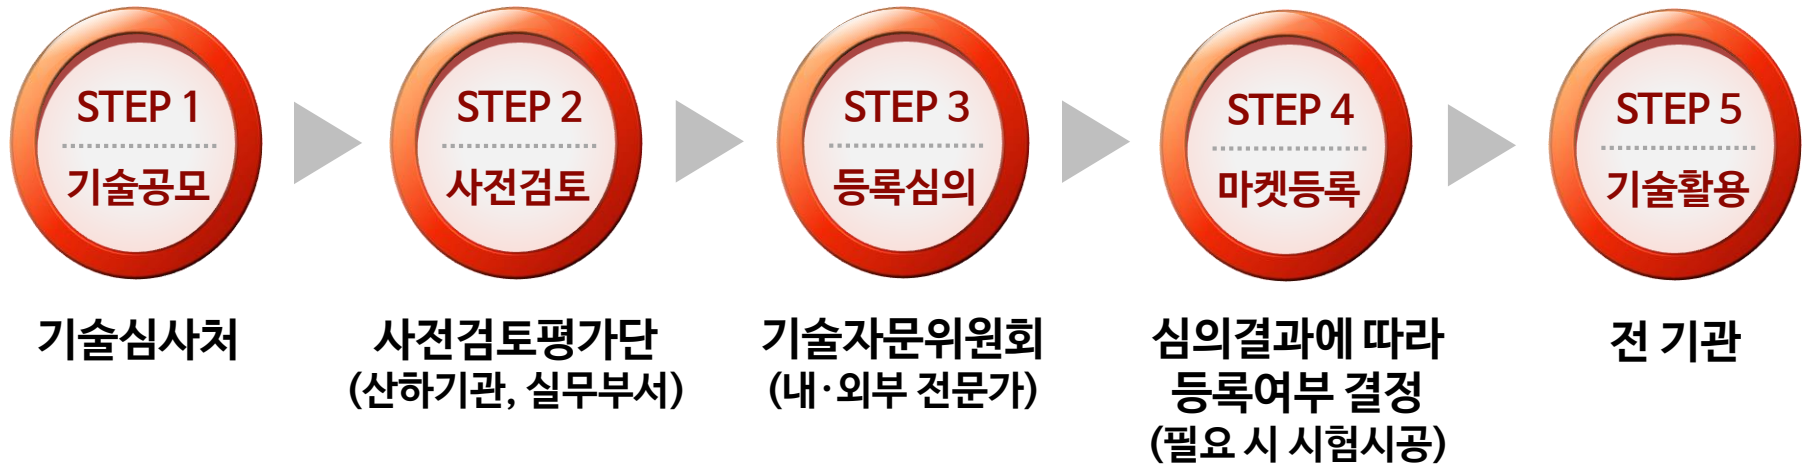 STEP 1
기술공모
STEP 2
사전검토
STEP 3
등록심의
STEP 4
마켓등록
STEP 5
기술활용
기술심사처
사전검토평가단
(산하기관, 실무부서)
기술자문위원회
(내·외부 전문가)
심의결과에 따라
등록여부 결정
(필요 시 시험시공)
전 기관